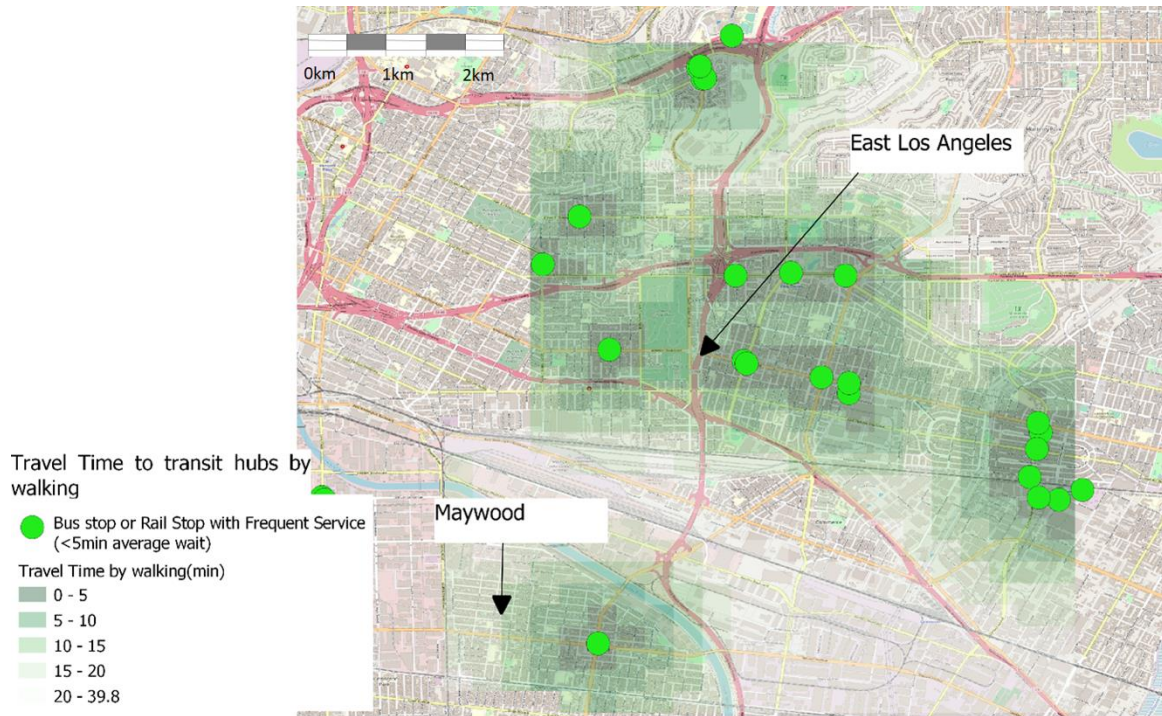 0km 1km 2km
East Los Angeles
Maywood
Travel Time to transit hubs by
walking
Bus stop or Rail Stop with Frequent Service
(<5min average wait)
Travel Time by walking(min)
0 - 5
5 - 10
10 - 15
15 - 20
20 - 39.8